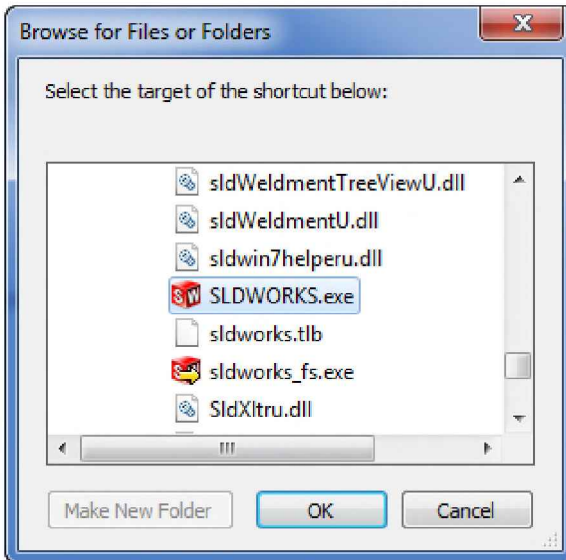 Browse for Files or Folders
Select the target of the shortcut below:
sldWeldmentTreeViewU.dll
sldWeldmentU.dll
sldwin7helperu.dll
SLDWORKS.exe
sldworks.tlb
sldworks_fs.exe
SldXltru.dll
Make New Folder
OK
Cancel